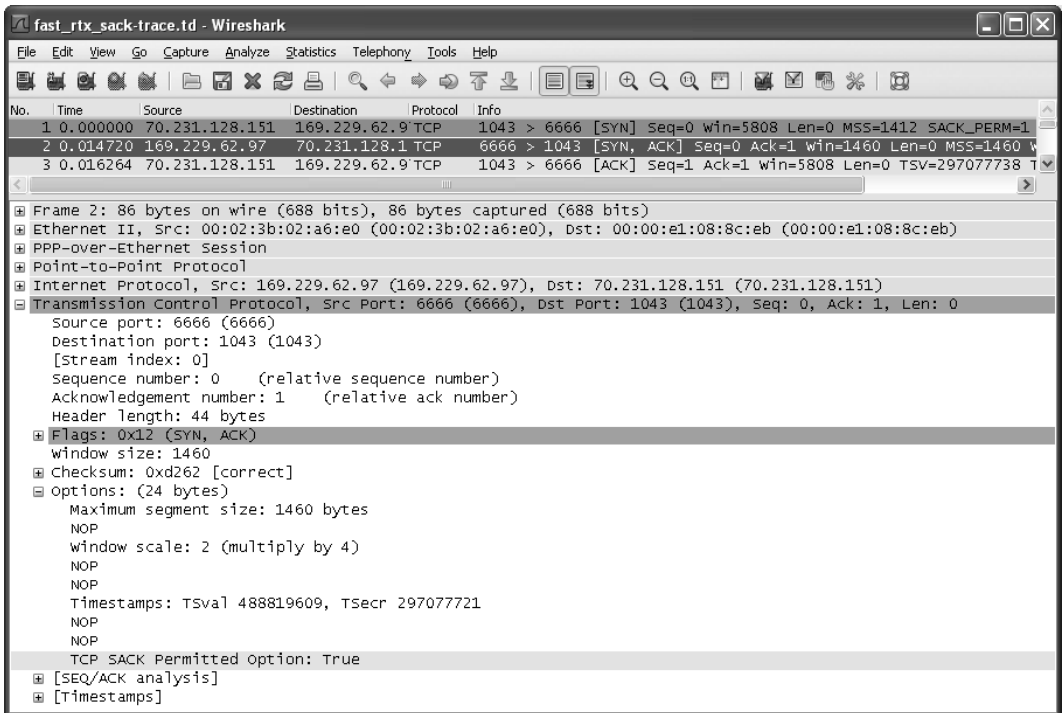 fast_rtx_sack-trace.td - Wireshark
File Edit View Go Capture Analyze Statistics Telephony Tools Help
No. Time Source Destination Protocol Info
1 0.000000 70.231.128.151 169.229.62.9 TCP 1043 > 6666 [SYN] Seq=0 Win=5808 Len=0 MSS=1412 SACK_PERM=1
2 0.014720 169.229.62.97 70.231.128.1 TCP 6666 > 1043 [SYN, ACK] Seq=0 Ack=1 Win=1460 Len=0 MSS=1460 W
3 0.016264 70.231.128.151 169.229.62.9 TCP 1043 > 6666 [ACK] Seq=1 Ack=1 Win=5808 Len=0 TSV=297077738 T
Frame 2: 86 bytes on wire (688 bits), 86 bytes captured (688 bits)
Ethernet II, Src: 00:02:3b:02:a6:e0 (00:02:3b:02:a6:e0), Dst: 00:00:e1:08:8c:eb (00:00:e1:08:8c:eb)
PPP-over-Ethernet Session
Point-to-Point Protocol
Internet Protocol, Src: 169.229.62.97 (169.229.62.97), Dst: 70.231.128.151 (70.231.128.151)
Transmission Control Protocol, Src Port: 6666 (6666), Dst Port: 1043 (1043), Seq: 0, Ack: 1, Len: 0
Source port: 6666 (6666)
Destination port: 1043 (1043)
[Stream index: 0]
Sequence number: 0 (relative sequence number)
Acknowledgement number: 1 (relative ack number)
Header length: 44 bytes
Flags: 0x12 (SYN, ACK)
Window size: 1460
Checksum: 0xd262 [correct]
Options: (24 bytes)
Maximum segment size: 1460 bytes
NOP
Window scale: 2 (multiply by 4)
NOP
NOP
Timestamps: TSval 488819609, TSecr 297077721
NOP
NOP
TCP SACK Permitted Option: True
[SEQ/ACK analysis]
[Timestamps]